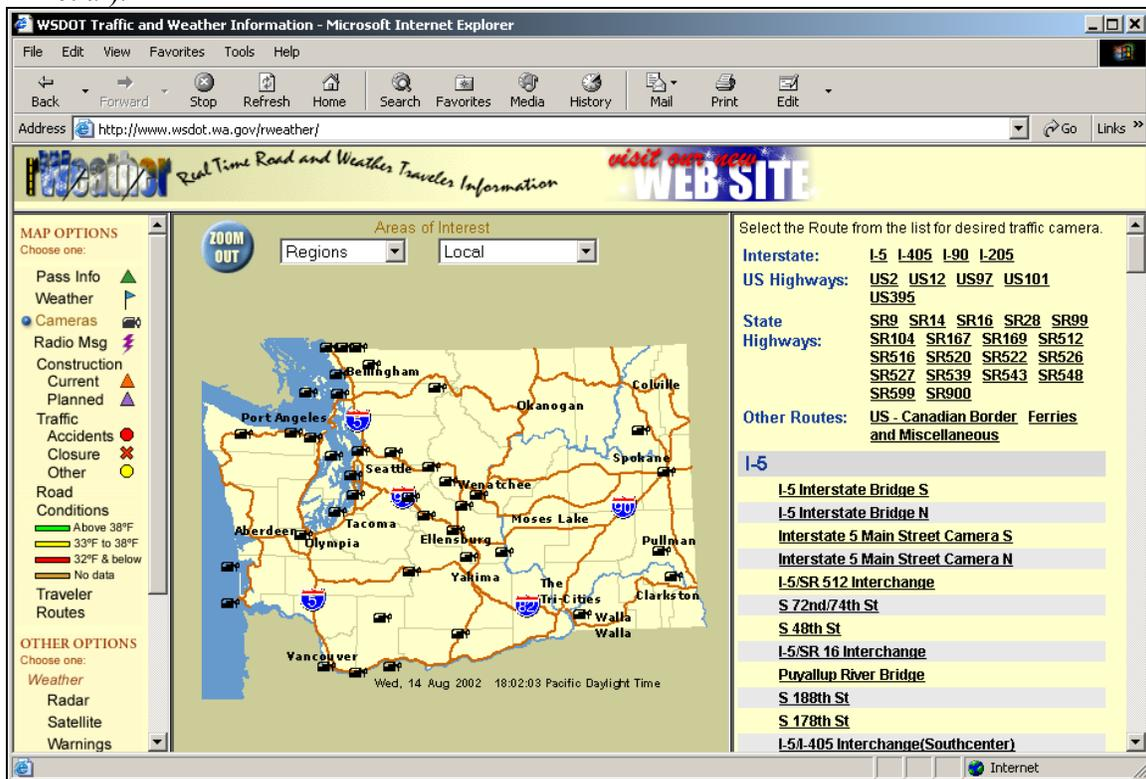 WSDOT Traffic and Weather Information - Microsoft Internet Explorer
File Edit View Favorites Tools Help
Back Forward Stop Refresh Home Search Favorites Media History Mail Print Edit
Address http://www.wsdot.wa.gov/rweather/ Go Links »
rWeather Real Time Road and Weather Traveler Information visit our new WEB SITE
MAP OPTIONS
Choose one:
Pass Info
Weather
Cameras
Radio Msg
Construction
Current
Planned
Traffic
Accidents
Closure
Other
Road
Conditions
Above 38°F
33°F to 38°F
32°F & below
No data
Traveler
Routes
OTHER OPTIONS
Choose one:
Weather
Radar
Satellite
Warnings
ZOOM
OUT
Areas of Interest
Regions Local
Bellingham
Colville
Okanogan
Port Angeles
5
Seattle
Spokane
Wenatchee
90
90
Moses Lake
Tacoma
Aberdeen
Olympia
Ellensburg
Pullman
Yakima
The
Tri-Cities
Clarkston
5
82
Walla
Walla
Vancouver
Wed, 14 Aug 2002 18:02:03 Pacific Daylight Time
Select the Route from the list for desired traffic camera.
Interstate: I-5 I-405 I-90 I-205
US Highways: US2 US12 US97 US101
US395
State SR9 SR14 SR16 SR28 SR99
Highways: SR104 SR167 SR169 SR512
SR516 SR520 SR522 SR526
SR527 SR539 SR543 SR548
SR599 SR900
Other Routes: US - Canadian Border Ferries
and Miscellaneous
I-5
I-5 Interstate Bridge S
I-5 Interstate Bridge N
Interstate 5 Main Street Camera S
Interstate 5 Main Street Camera N
I-5/SR 512 Interchange
S 72nd/74th St
S 48th St
I-5/SR 16 Interchange
Puyallup River Bridge
S 188th St
S 178th St
I-5/I-405 Interchange(Southcenter)
Internet